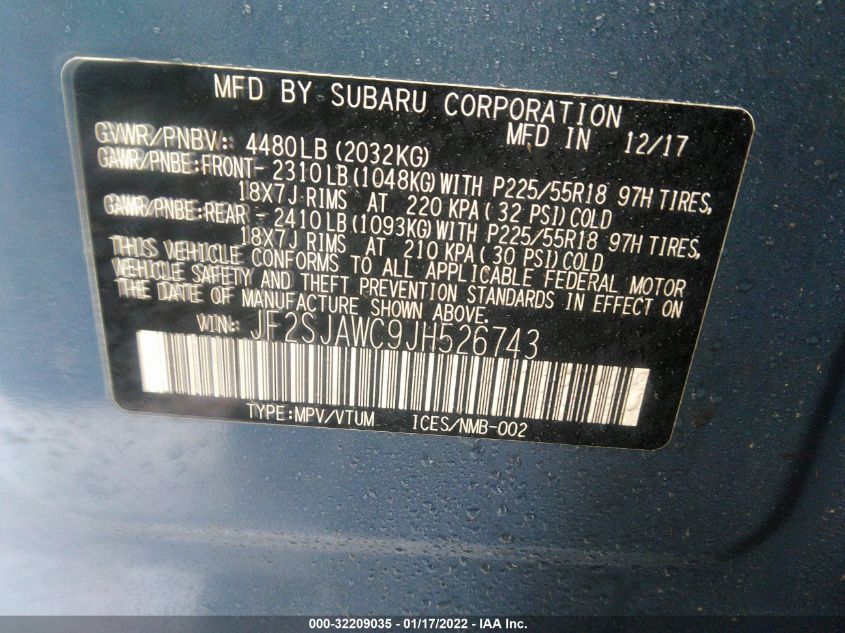 MFD BY SUBARU CORPORATION
MFD IN 12/17
GVWR/PNBV: 4480LB (2032KG)
GAWR/PNBE: FRONT- 2310LB (1048KG) WITH P225/55R18 97H TIRES,
18X7J RIMS AT 220 KPA (32 PSI) COLD
GAWR/PNBE: REAR - 2410LB (1093KG) WITH P225/55R18 97H TIRES,
18X7J RIMS AT 210 KPA (30 PSI) COLD
THIS VEHICLE CONFORMS TO ALL APPLICABLE FEDERAL MOTOR
VEHICLE SAFETY AND THEFT PREVENTION STANDARDS IN EFFECT ON
THE DATE OF MANUFACTURE SHOWN ABOVE.
VIN: JF2SJAWC9JH526743
TYPE: MPV/VTUM ICES/NMB-002
000-32209035 - 01/17/2022 - IAA Inc.